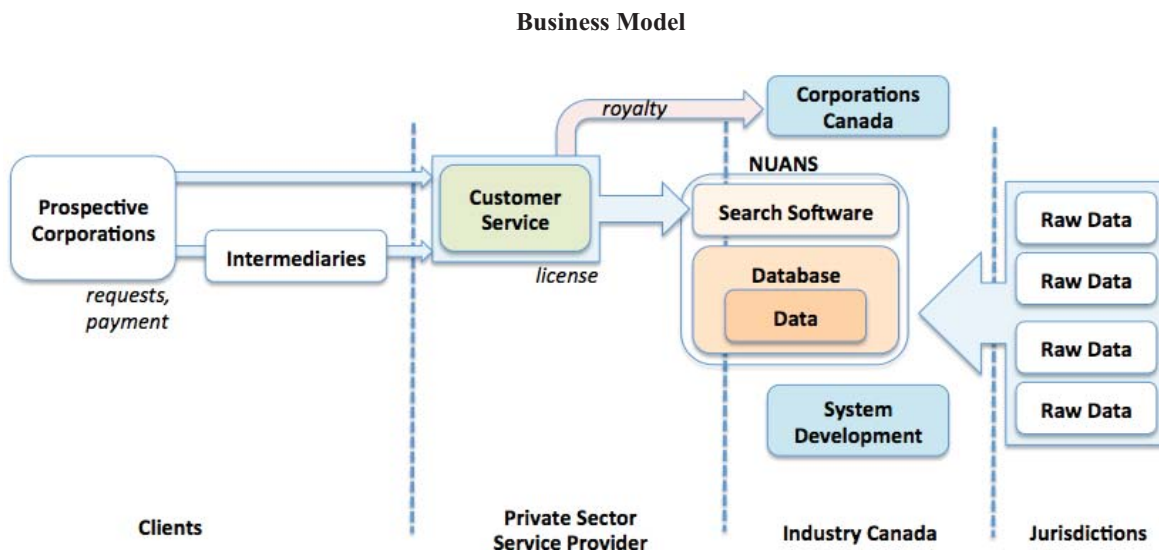 Business Model
Corporations
Canada
royalty
NUANS
Prospective
Corporations
Customer
Service
Search Software
Raw Data
Intermediaries
license
Database
Raw Data
requests,
payment
Data
Raw Data
System
Development
Raw Data
Clients
Private Sector
Service Provider
Industry Canada
Jurisdictions